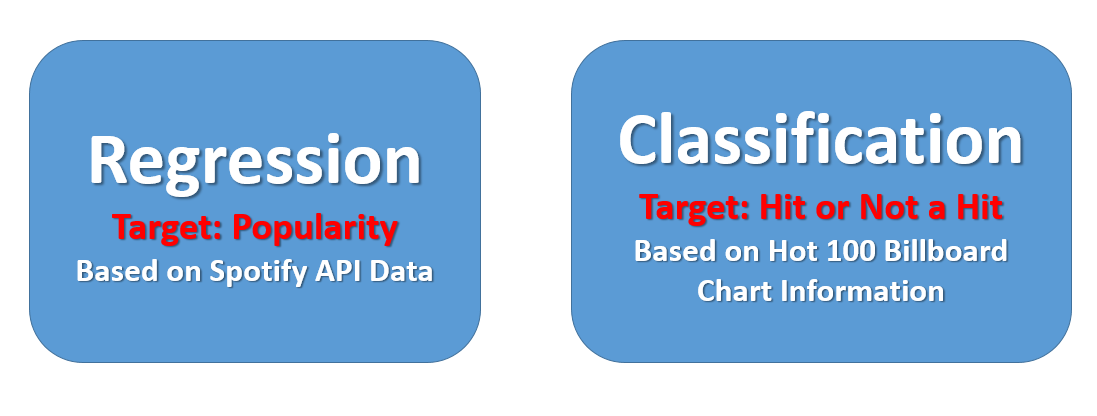 Regression
Target: Popularity
Based on Spotify API Data
Classification
Target: Hit or Not a Hit
Based on Hot 100 Billboard
Chart Information